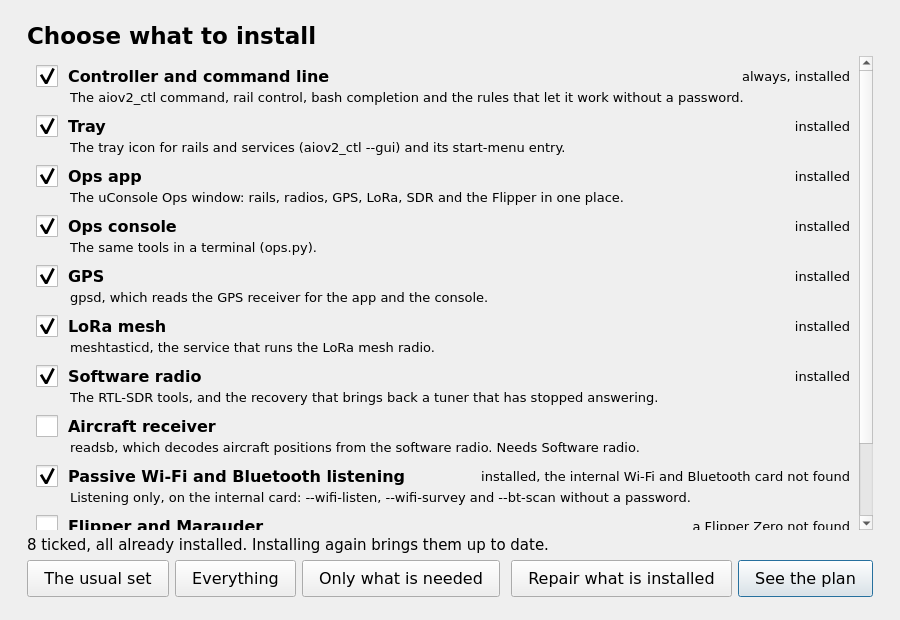 Choose what to install
Controller and command line always, installed
The aiov2_ctl command, rail control, bash completion and the rules that let it work without a password.
Tray installed
The tray icon for rails and services (aiov2_ctl --gui) and its start-menu entry.
Ops app installed
The uConsole Ops window: rails, radios, GPS, LoRa, SDR and the Flipper in one place.
Ops console installed
The same tools in a terminal (ops.py).
GPS installed
gpsd, which reads the GPS receiver for the app and the console.
LoRa mesh installed
meshtasticd, the service that runs the LoRa mesh radio.
Software radio installed
The RTL-SDR tools, and the recovery that brings back a tuner that has stopped answering.
Aircraft receiver
readsb, which decodes aircraft positions from the software radio. Needs Software radio.
Passive Wi-Fi and Bluetooth listening installed, the internal Wi-Fi and Bluetooth card not found
Listening only, on the internal card: --wifi-listen, --wifi-survey and --bt-scan without a password.
Flipper and Marauder a Flipper Zero not found
8 ticked, all already installed. Installing again brings them up to date.
The usual set Everything Only what is needed Repair what is installed See the plan